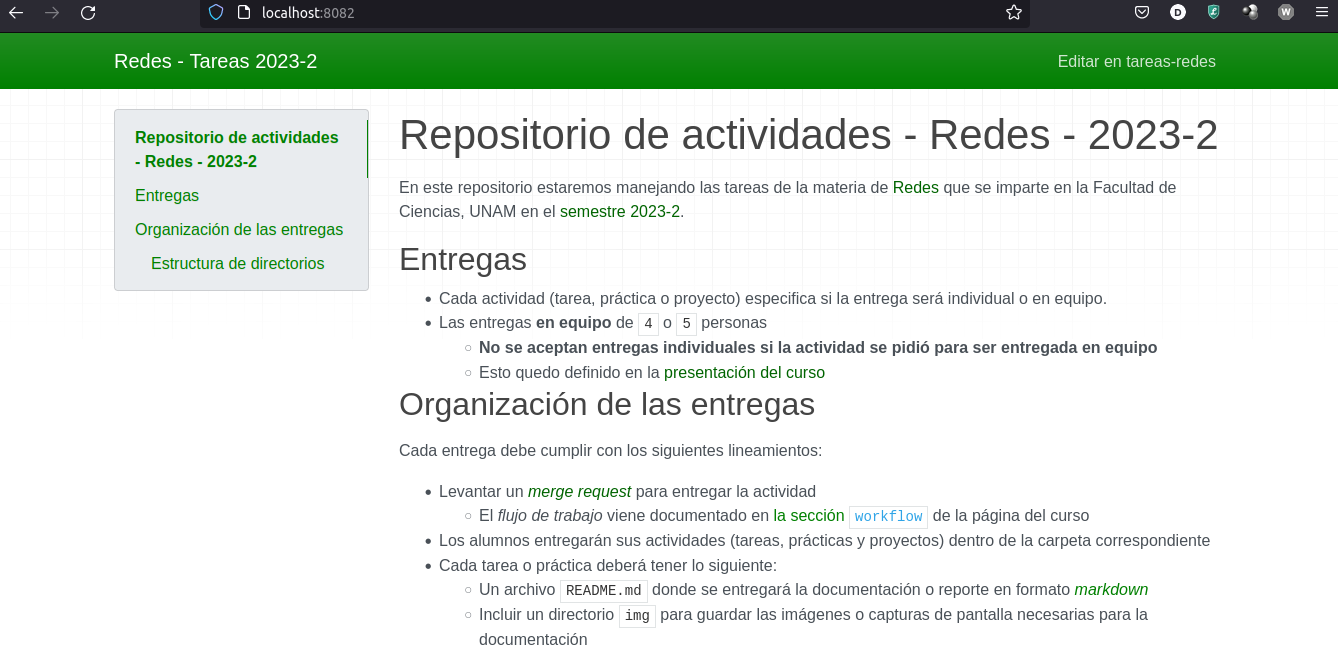 localhost:8082
D
W
Redes - Tareas 2023-2
Editar en tareas-redes
Repositorio de actividades
- Redes - 2023-2
Entregas
Organización de las entregas
Estructura de directorios
Repositorio de actividades - Redes - 2023-2
En este repositorio estaremos manejando las tareas de la materia de Redes que se imparte en la Facultad de
Ciencias, UNAM en el semestre 2023-2.
Entregas
• Cada actividad (tarea, práctica o proyecto) especifica si la entrega será individual o en equipo.
• Las entregas en equipo de 4 o 5 personas
◦ No se aceptan entregas individuales si la actividad se pidió para ser entregada en equipo
◦ Esto quedo definido en la presentación del curso
Organización de las entregas
Cada entrega debe cumplir con los siguientes lineamientos:
• Levantar un merge request para entregar la actividad
◦ El flujo de trabajo viene documentado en la sección workflow de la página del curso
• Los alumnos entregarán sus actividades (tareas, prácticas y proyectos) dentro de la carpeta correspondiente
• Cada tarea o práctica deberá tener lo siguiente:
◦ Un archivo README.md donde se entregará la documentación o reporte en formato markdown
◦ Incluir un directorio img para guardar las imágenes o capturas de pantalla necesarias para la
documentación